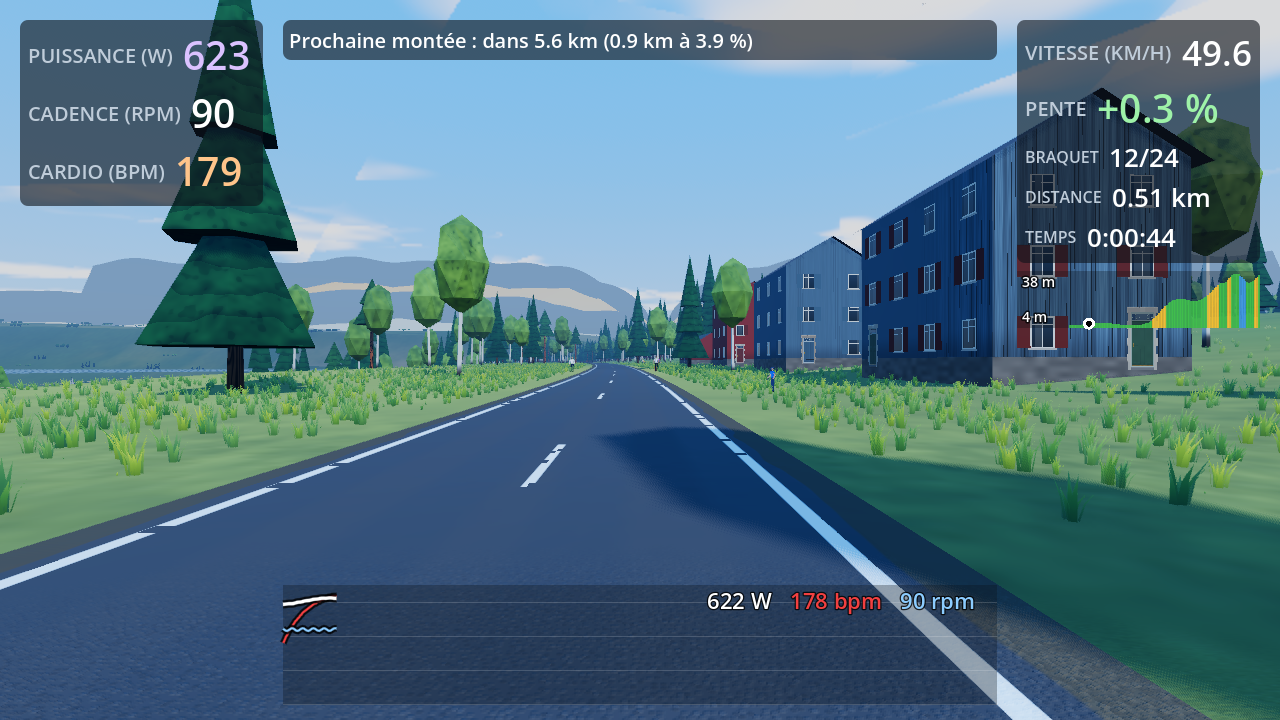 PUISSANCE (W) 623
CADENCE (RPM) 90
CARDIO (BPM) 179
Prochaine montée : dans 5.6 km (0.9 km à 3.9 %)
VITESSE (KM/H) 49.6
PENTE +0.3 %
BRAQUET 12/24
DISTANCE 0.51 km
TEMPS 0:00:44
38 m
4 m
622 W 178 bpm 90 rpm